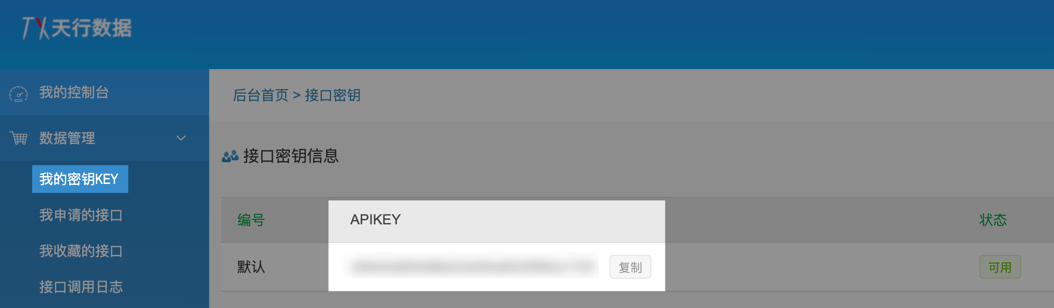 TX天行数据
我的控制台
数据管理
我的密钥KEY
我申请的接口
我收藏的接口
接口调用日志
后台首页 > 接口密钥
接口密钥信息
编号 APIKEY 状态
默认 复制 可用